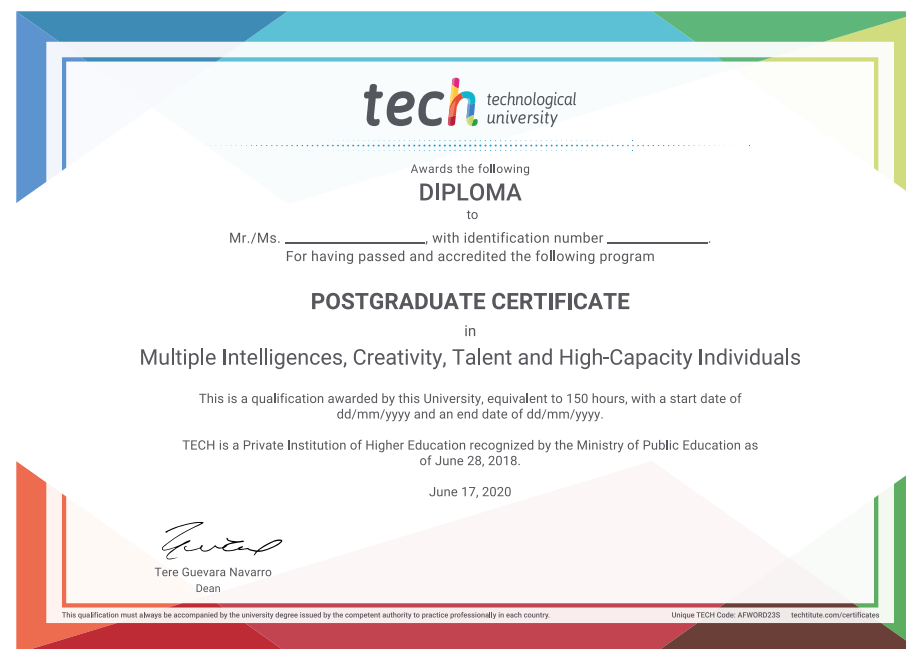 tech technological
university
Awards the following
DIPLOMA
to
Mr./Ms. ____________________, with identification number ______________.
For having passed and accredited the following program
POSTGRADUATE CERTIFICATE
in
Multiple Intelligences, Creativity, Talent and High-Capacity Individuals
This is a qualification awarded by this University, equivalent to 150 hours, with a start date of
dd/mm/yyyy and an end date of dd/mm/yyyy.
TECH is a Private Institution of Higher Education recognized by the Ministry of Public Education as
of June 28, 2018.
June 17, 2020
Tere Guevara Navarro
Dean
This qualification must always be accompanied by the university degree issued by the competent authority to practice professionally in each country. Unique TECH Code: AFWORD23S techtitute.com/certificates